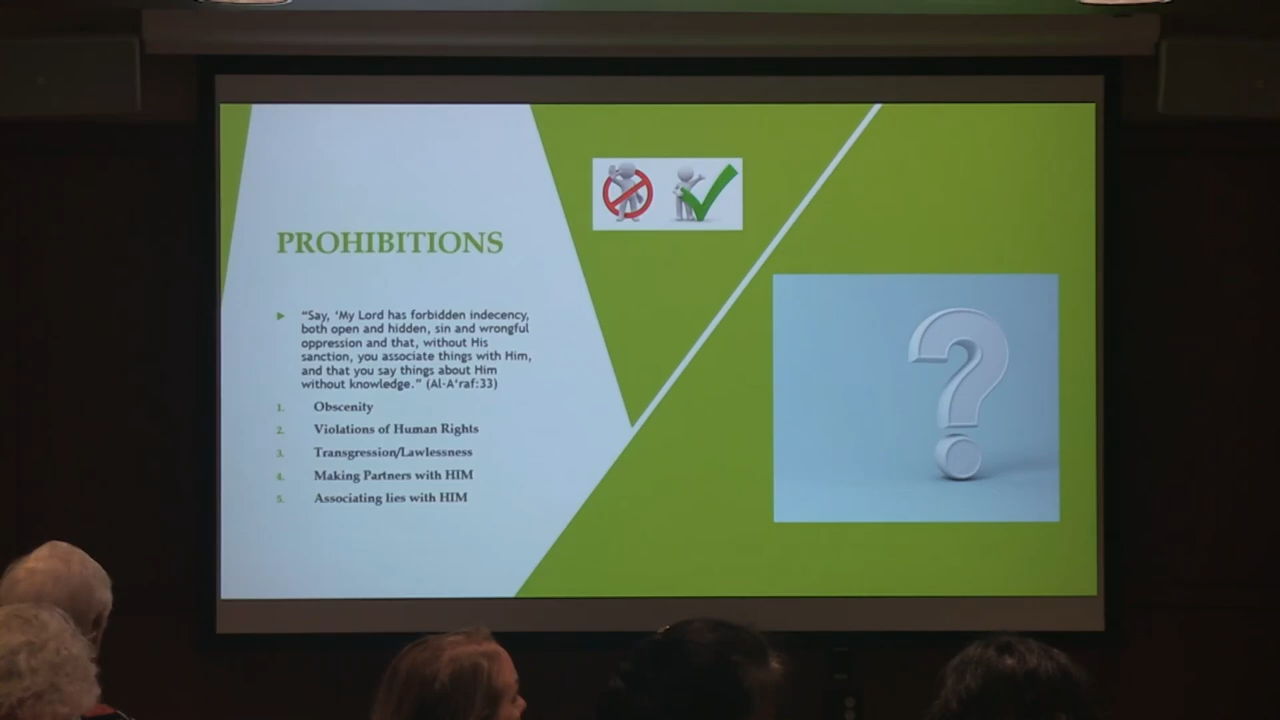 PROHIBITIONS
“Say, ‘My Lord has forbidden indecency,
both open and hidden, sin and wrongful
oppression and that, without His
sanction, you associate things with Him,
and that you say things about Him
without knowledge.” (Al-A’raf:33)
1. Obscenity
2. Violations of Human Rights
3. Transgression/Lawlessness
4. Making Partners with HIM
5. Associating lies with HIM
?